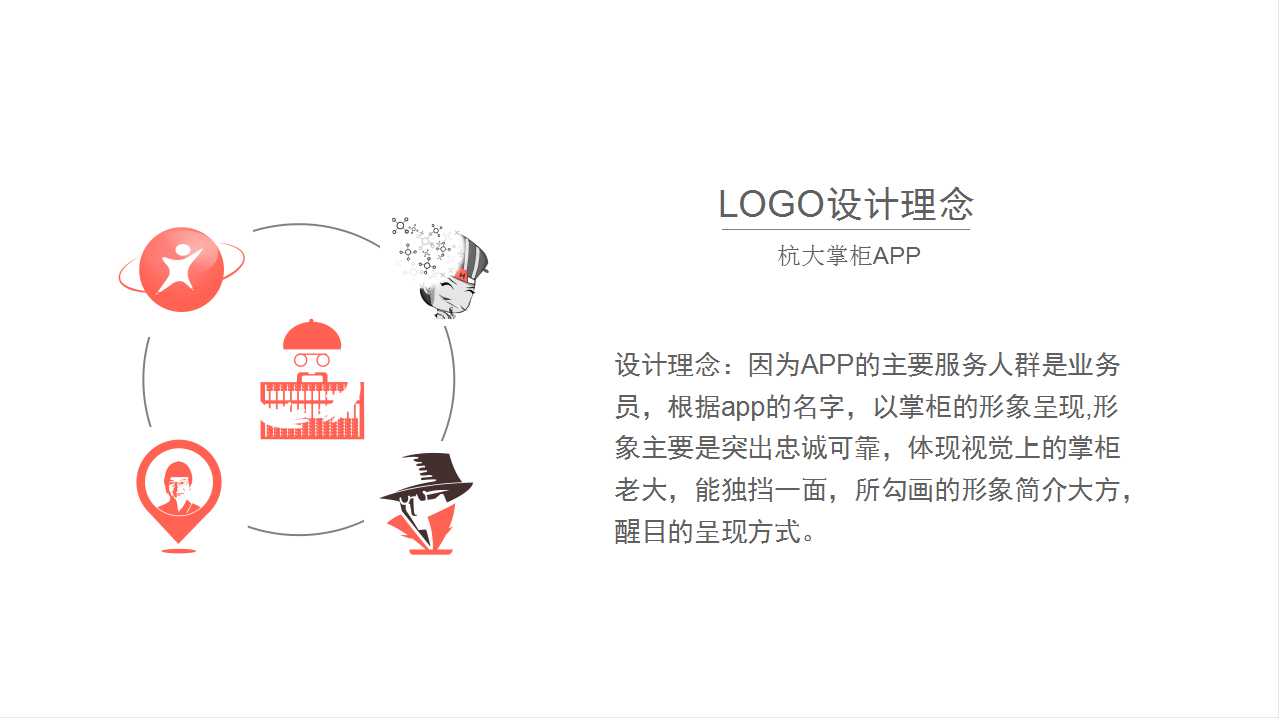 LOGO设计理念
杭大掌柜APP
设计理念：因为APP的主要服务人群是业务
员，根据app的名字，以掌柜的形象呈现,形
象主要是突出忠诚可靠，体现视觉上的掌柜
老大，能独挡一面，所勾画的形象简介大方，
醒目的呈现方式。
H